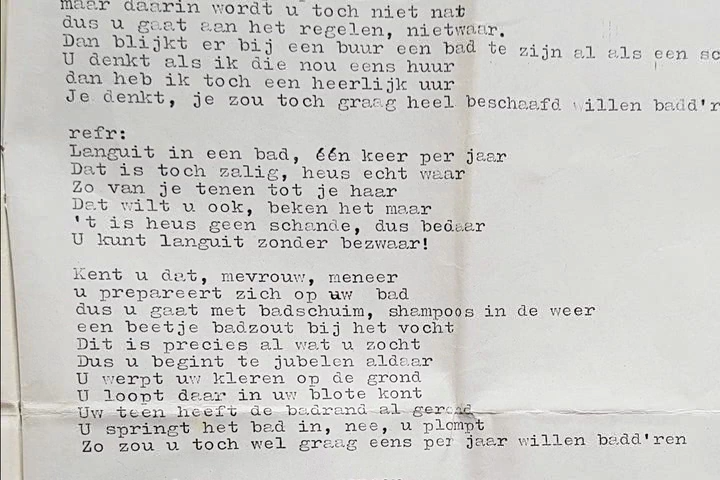 maar daarin wordt u toch niet nat
dus u gaat aan het regelen, nietwaar.
Dan blijkt er bij een buur een bad te zijn al als een
U denkt als ik die nou eens huur
dan heb ik toch een heerlijk uur
Je denkt, je zou toch graag heel beschaafd willen badd'r
refr:
Languit in een bad, één keer per jaar
Dat is toch zalig, heus echt waar
Zo van je tenen tot je haar
Dat wilt u ook, beken het maar
't is heus geen schande, dus bedaar
U kunt languit zonder bezwaar!
Kent u dat, mevrouw, meneer
u prepareert zich op uw bad
dus u gaat met badschuim, shampoos in de weer
een beetje badzout bij het vocht
Dit is precies al wat u zocht
Dus u begint te jubelen aldaar
U werpt uw kleren op de grond
U loopt daar in uw blote kont
Uw teen heeft de badrand al gerond
U springt het bad in, nee, u plompt
Zo zou u toch wel graag eens per jaar willen badd'ren